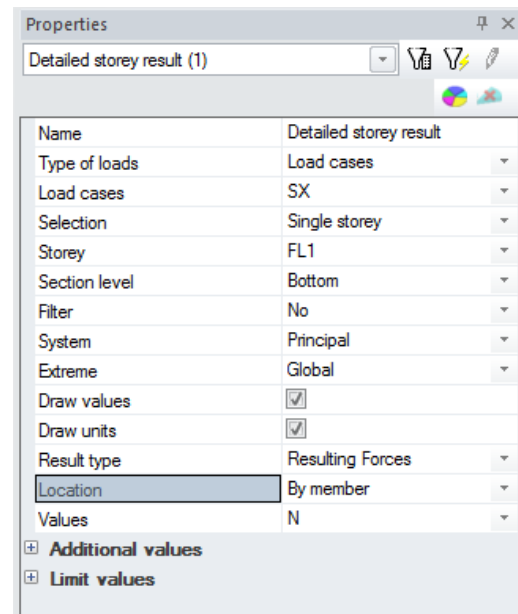 Properties
Detailed storey result (1)
Name Detailed storey result
Type of loads Load cases
Load cases SX
Selection Single storey
Storey FL1
Section level Bottom
Filter No
System Principal
Extreme Global
Draw values
Draw units
Result type Resulting Forces
Location By member
Values N
Additional values
Limit values